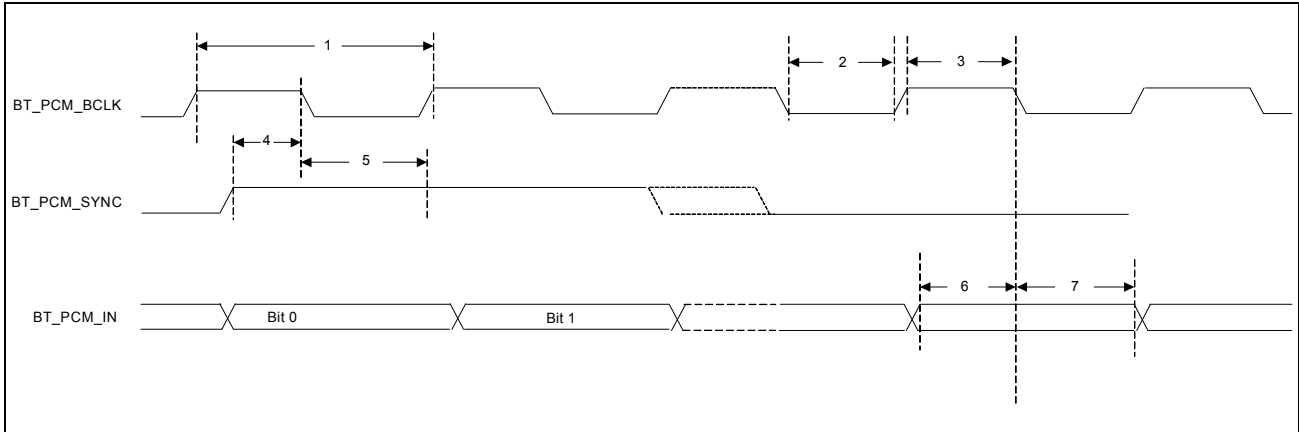 1
2
3
BT_PCM_BCLK
4
5
BT_PCM_SYNC
6
7
BT_PCM_IN
Bit 0
Bit 1